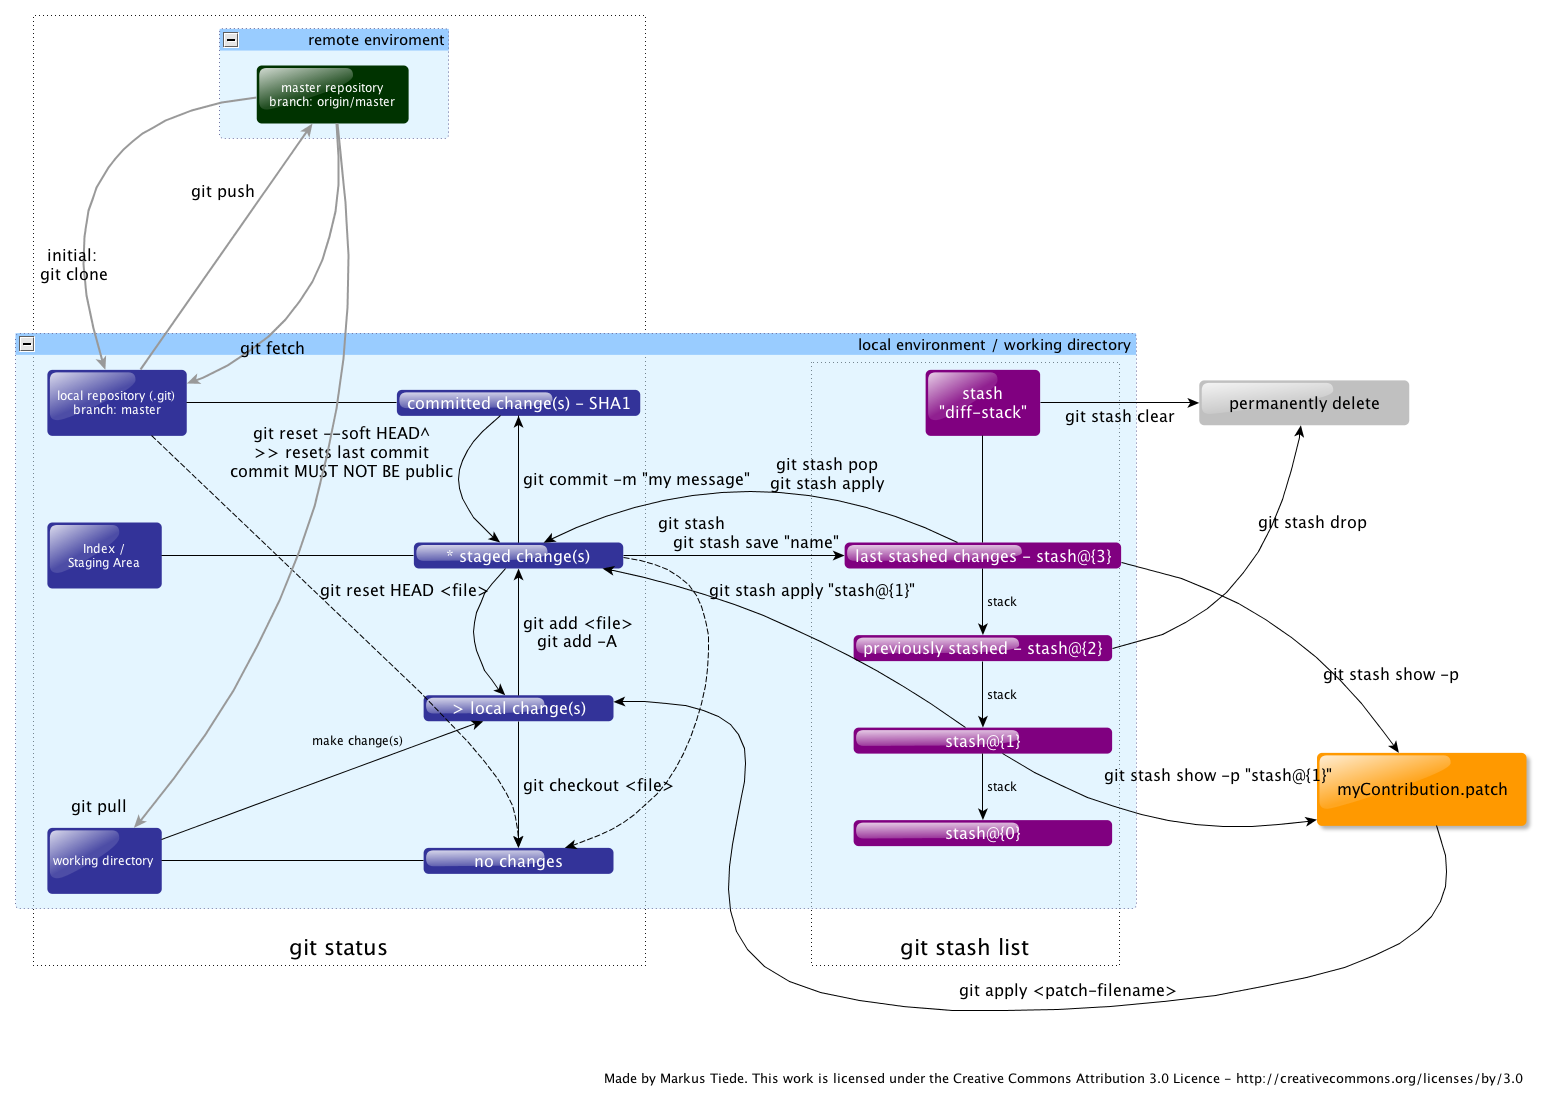 remote enviroment
master repository
branch: origin/master
git push
initial:
git clone
git fetch
local environment / working directory
local repository (.git)
branch: master
committed change(s) - SHA1
stash
"diff-stack"
permanently delete
git stash clear
git reset --soft HEAD^
>> resets last commit
commit MUST NOT BE public
git commit -m "my message"
git stash pop
git stash apply
git stash
git stash save "name"
git stash drop
Index /
Staging Area
* staged change(s)
last stashed changes - stash@{3}
git reset HEAD <file>
git stash apply "stash@{1}"
stack
git add <file>
git add -A
previously stashed - stash@{2}
git stash show -p
stack
> local change(s)
make change(s)
stash@{1}
git stash show -p "stash@{1}"
myContribution.patch
git checkout <file>
stack
git pull
stash@{0}
working directory
no changes
git status
git stash list
git apply <patch-filename>
Made by Markus Tiede. This work is licensed under the Creative Commons Attribution 3.0 Licence - http://creativecommons.org/licenses/by/3.0